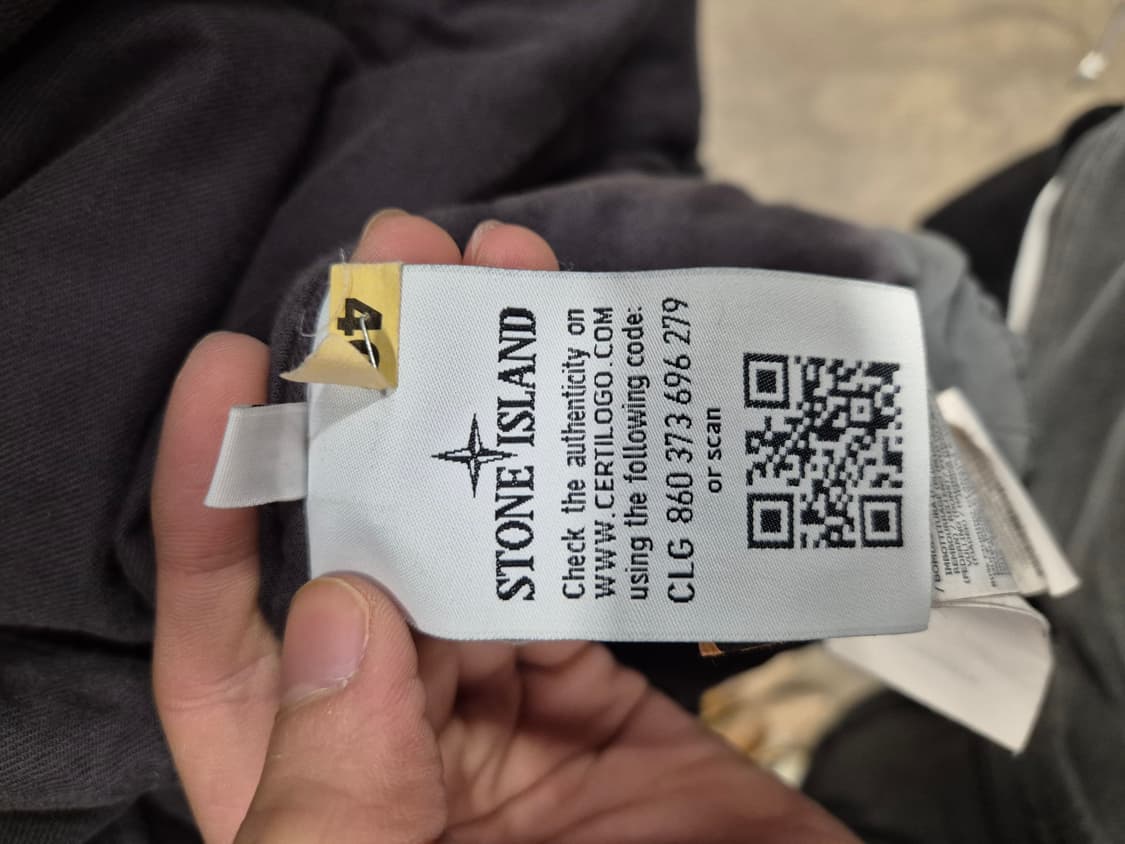 STONE ISLAND
Check the authenticity on
WWW.CERTILOGO.COM
using the following code:
CLG 860 373 696 279
or scan